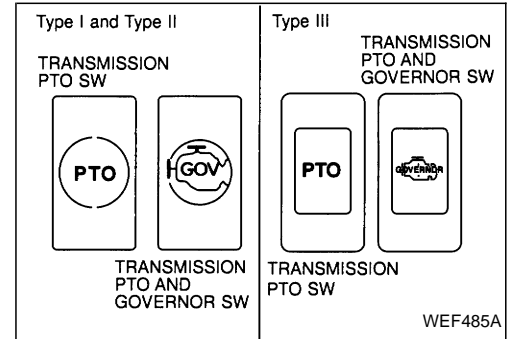 Type I and Type II
TRANSMISSION
PTO SW
PTO
GOV
TRANSMISSION
PTO AND
GOVERNOR SW
Type III
TRANSMISSION
PTO AND
GOVERNOR SW
PTO
GOVERNOR
TRANSMISSION
PTO SW
WEF485A